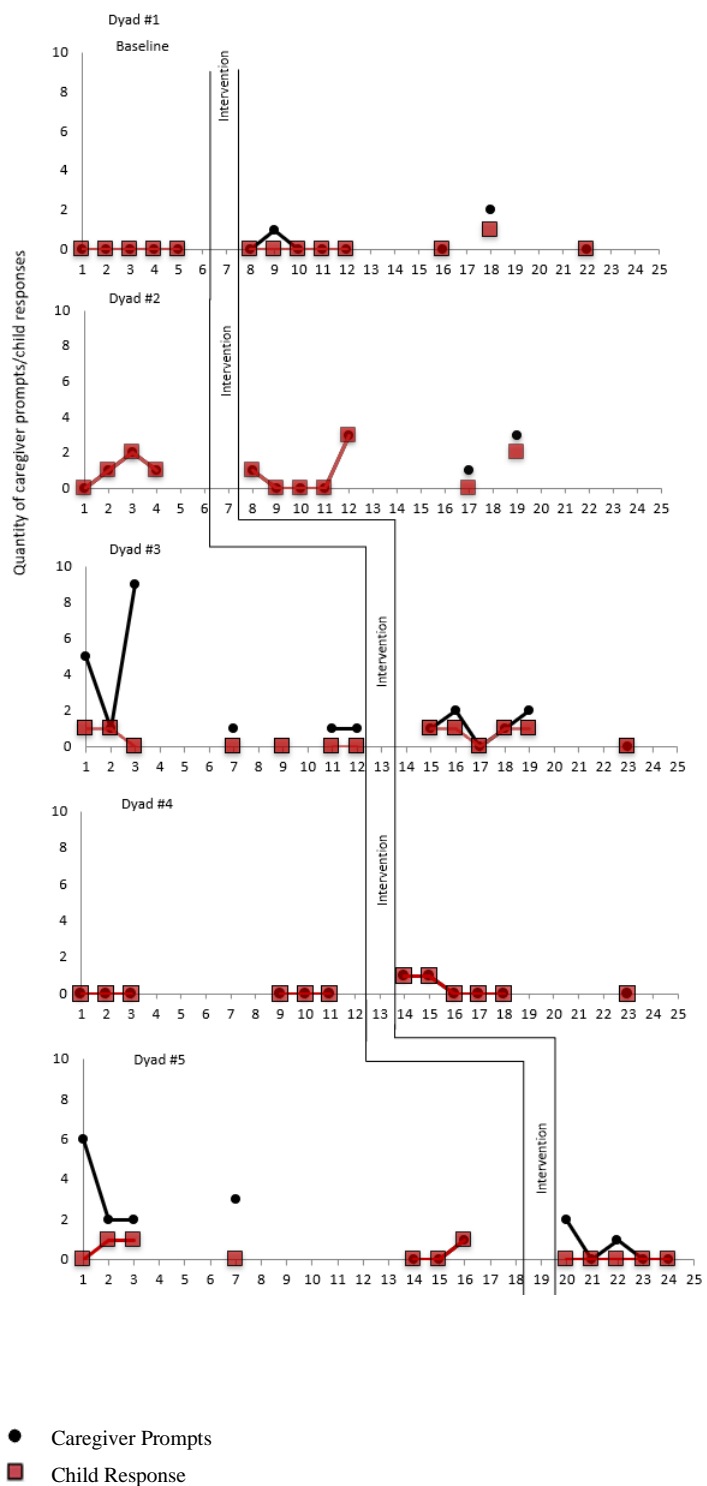 Quantity of caregiver prompts/child responses
Dyad #1
Baseline
Intervention
10
8
6
4
2
0
1 2 3 4 5 6 7 8 9 10 11 12 13 14 15 16 17 18 19 20 21 22 23 24 25
Dyad #2
Intervention
10
8
6
4
2
0
1 2 3 4 5 6 7 8 9 10 11 12 13 14 15 16 17 18 19 20 21 22 23 24 25
Dyad #3
Intervention
10
8
6
4
2
0
1 2 3 4 5 6 7 8 9 10 11 12 13 14 15 16 17 18 19 20 21 22 23 24 25
Dyad #4
Intervention
10
8
6
4
2
0
1 2 3 4 5 6 7 8 9 10 11 12 13 14 15 16 17 18 19 20 21 22 23 24 25
Dyad #5
Intervention
10
8
6
4
2
0
1 2 3 4 5 6 7 8 9 10 11 12 13 14 15 16 17 18 19 20 21 22 23 24 25
Caregiver Prompts
Child Response